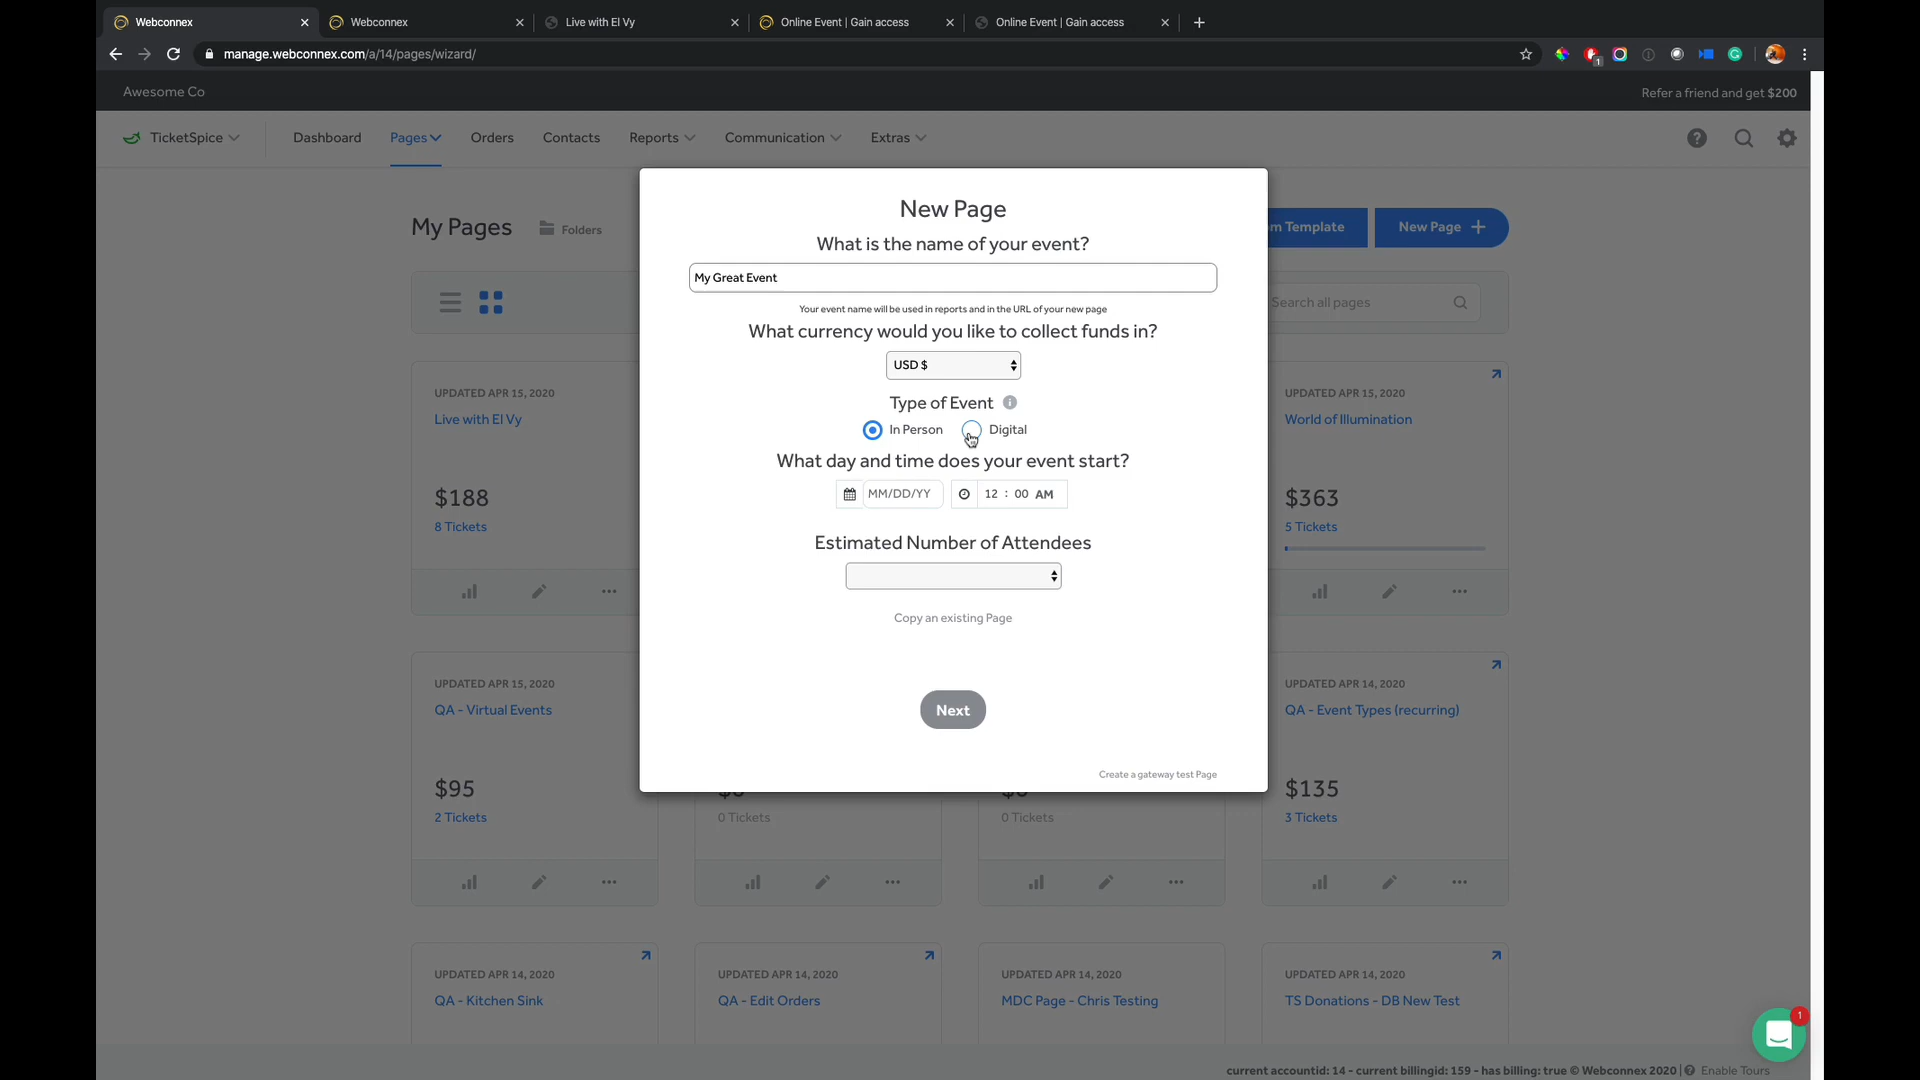 Webconnex
Webconnex
Live with El Vy
Online Event | Gain access
Online Event | Gain access
manage.webconnex.com/a/14/pages/wizard/
1
Awesome Co
Refer a friend and get $200
TicketSpice
Dashboard
Pages
Orders
Contacts
Reports
Communication
Extras
My Pages
Folders
m Template
New Page +
Search all pages
New Page
What is the name of your event?
My Great Event
Your event name will be used in reports and in the URL of your new page
What currency would you like to collect funds in?
USD $
Type of Event
In Person
Digital
What day and time does your event start?
MM/DD/YY
12 : 00 AM
Estimated Number of Attendees
Copy an existing Page
Next
Create a gateway test Page
UPDATED APR 15, 2020
Live with El Vy
$188
8 Tickets
UPDATED APR 15, 2020
World of Illumination
$363
5 Tickets
UPDATED APR 15, 2020
QA - Virtual Events
$95
2 Tickets
0 Tickets
0 Tickets
UPDATED APR 14, 2020
QA - Event Types (recurring)
$135
3 Tickets
UPDATED APR 14, 2020
QA - Kitchen Sink
UPDATED APR 14, 2020
QA - Edit Orders
UPDATED APR 14, 2020
MDC Page - Chris Testing
UPDATED APR 14, 2020
TS Donations - DB New Test
1
current accountid: 14 - current billingid: 159 - has billing: true © Webconnex 2020 | Enable Tours